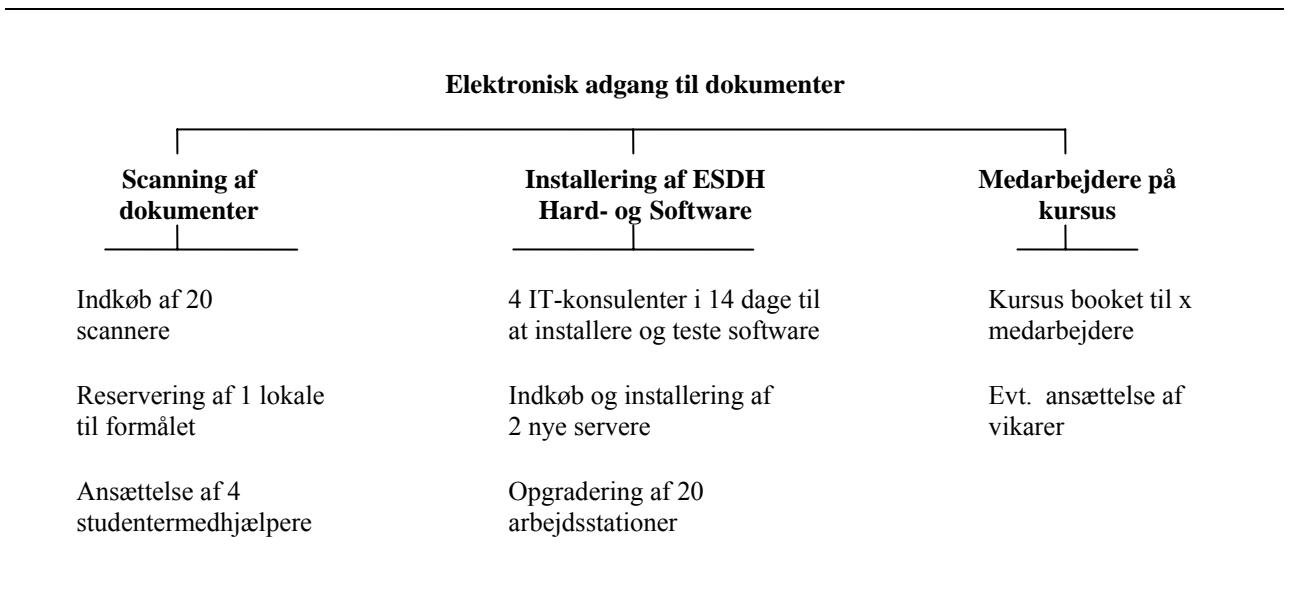 Elektronisk adgang til dokumenter
Scanning af
dokumenter
Indkøb af 20
scannere
Reservering af 1 lokale
til formålet
Ansættelse af 4
studentermedhjælpere
Installering af ESDH
Hard- og Software
4 IT-konsulenter i 14 dage til
at installere og teste software
Indkøb og installering af
2 nye servere
Opgradering af 20
arbejdsstationer
Medarbejdere på
kursus
Kursus booket til x
medarbejdere
Evt. ansættelse af
vikarer